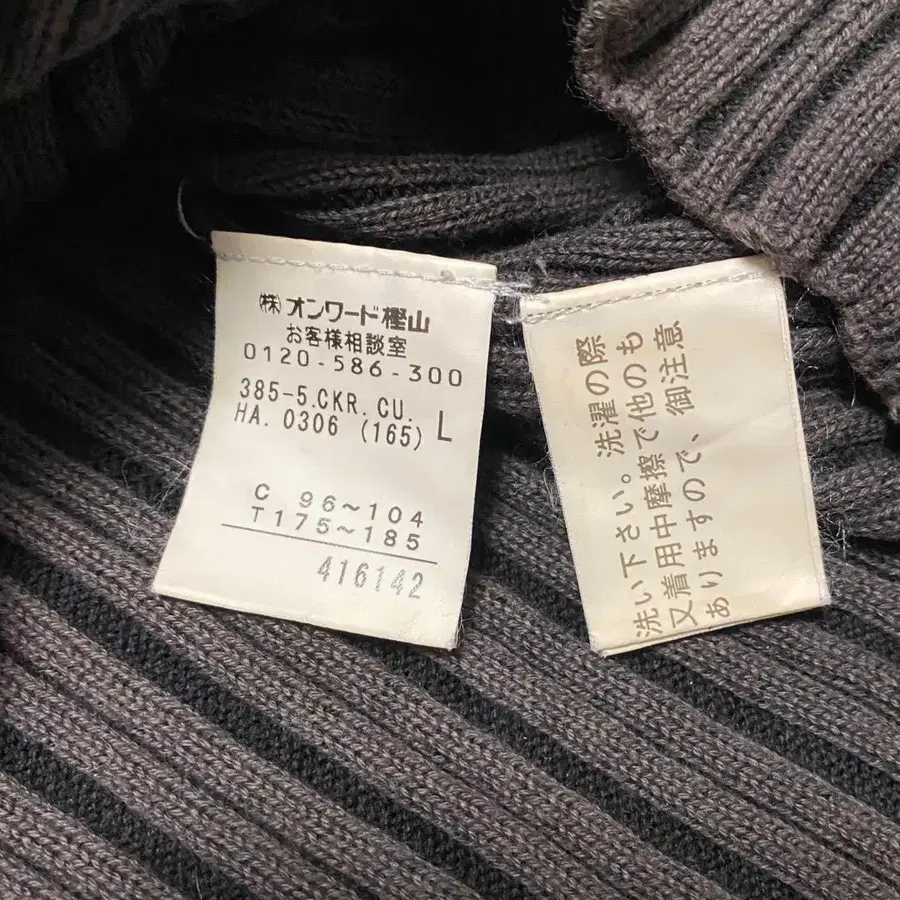 ㈱オンワード樫山
お客様相談室
0120-586-300
385-5.CKR.CU.
HA. 0306 (165) L
C 96~104
T175~185
416142
洗濯の際
洗い下さい。
又着用中摩擦で他のも
ありますので、御注意